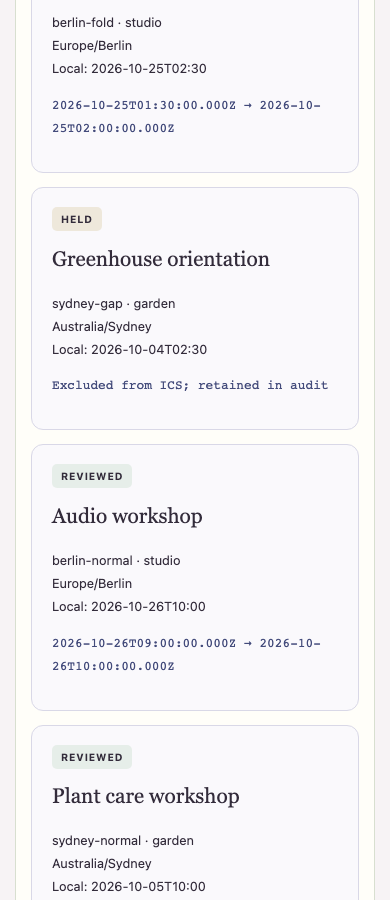 berlin-fold · studio
Europe/Berlin
Local: 2026-10-25T02:30
2026-10-25T01:30:00.000Z → 2026-10-
25T02:00:00.000Z
HELD
Greenhouse orientation
sydney-gap · garden
Australia/Sydney
Local: 2026-10-04T02:30
Excluded from ICS; retained in audit
REVIEWED
Audio workshop
berlin-normal · studio
Europe/Berlin
Local: 2026-10-26T10:00
2026-10-26T09:00:00.000Z → 2026-10-
26T10:00:00.000Z
REVIEWED
Plant care workshop
sydney-normal · garden
Australia/Sydney
Local: 2026-10-05T10:00